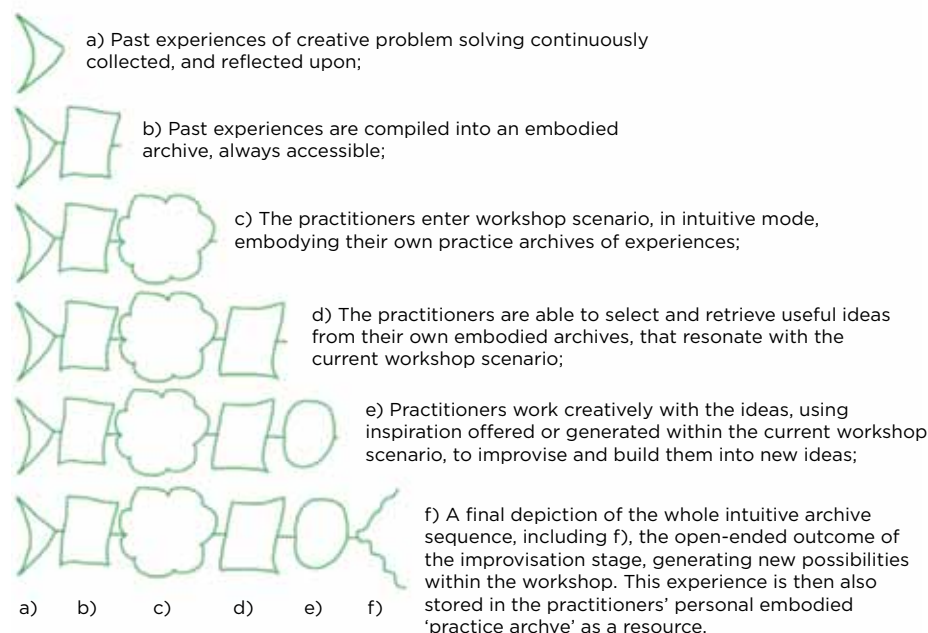 a) Past experiences of creative problem solving continuously
collected, and reflected upon;
b) Past experiences are compiled into an embodied
archive, always accessible;
c) The practitioners enter workshop scenario, in intuitive mode,
embodying their own practice archives of experiences;
d) The practitioners are able to select and retrieve useful ideas
from their own embodied archives, that resonate with the
current workshop scenario;
e) Practitioners work creatively with the ideas, using
inspiration offered or generated within the current workshop
scenario, to improvise and build them into new ideas;
f) A final depiction of the whole intuitive archive
sequence, including f), the open-ended outcome of
the improvisation stage, generating new possibilities
within the workshop. This experience is then also
stored in the practitioners’ personal embodied
‘practice archve’ as a resource.
a) b) c) d) e) f)